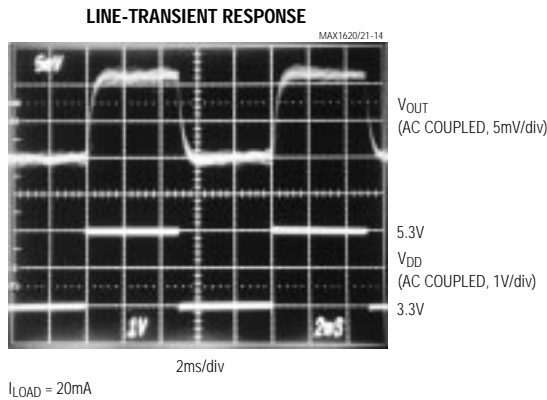 LINE-TRANSIENT RESPONSE
MAX1620/21-14
5mV
VOUT
(AC COUPLED, 5mV/div)
5.3V
VDD
(AC COUPLED, 1V/div)
3.3V
1V
2mS
2ms/div
ILOAD = 20mA